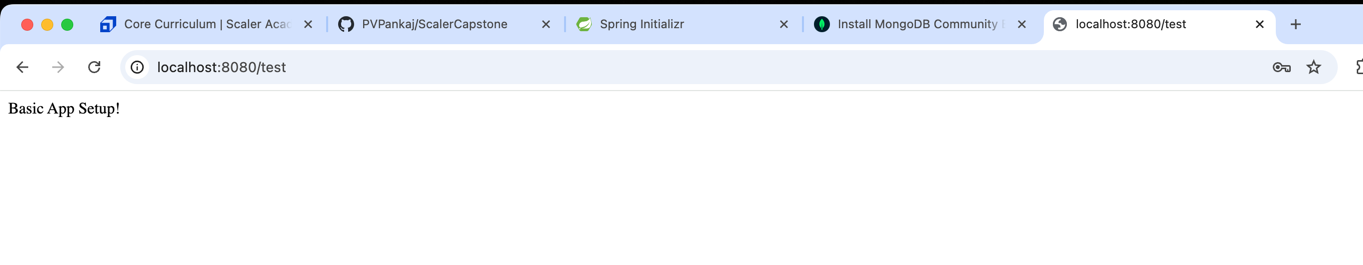 Core Curriculum | Scaler Aca
PVPankaj/ScalerCapstone
Spring Initializr
Install MongoDB Community
localhost:8080/test
localhost:8080/test
Basic App Setup!